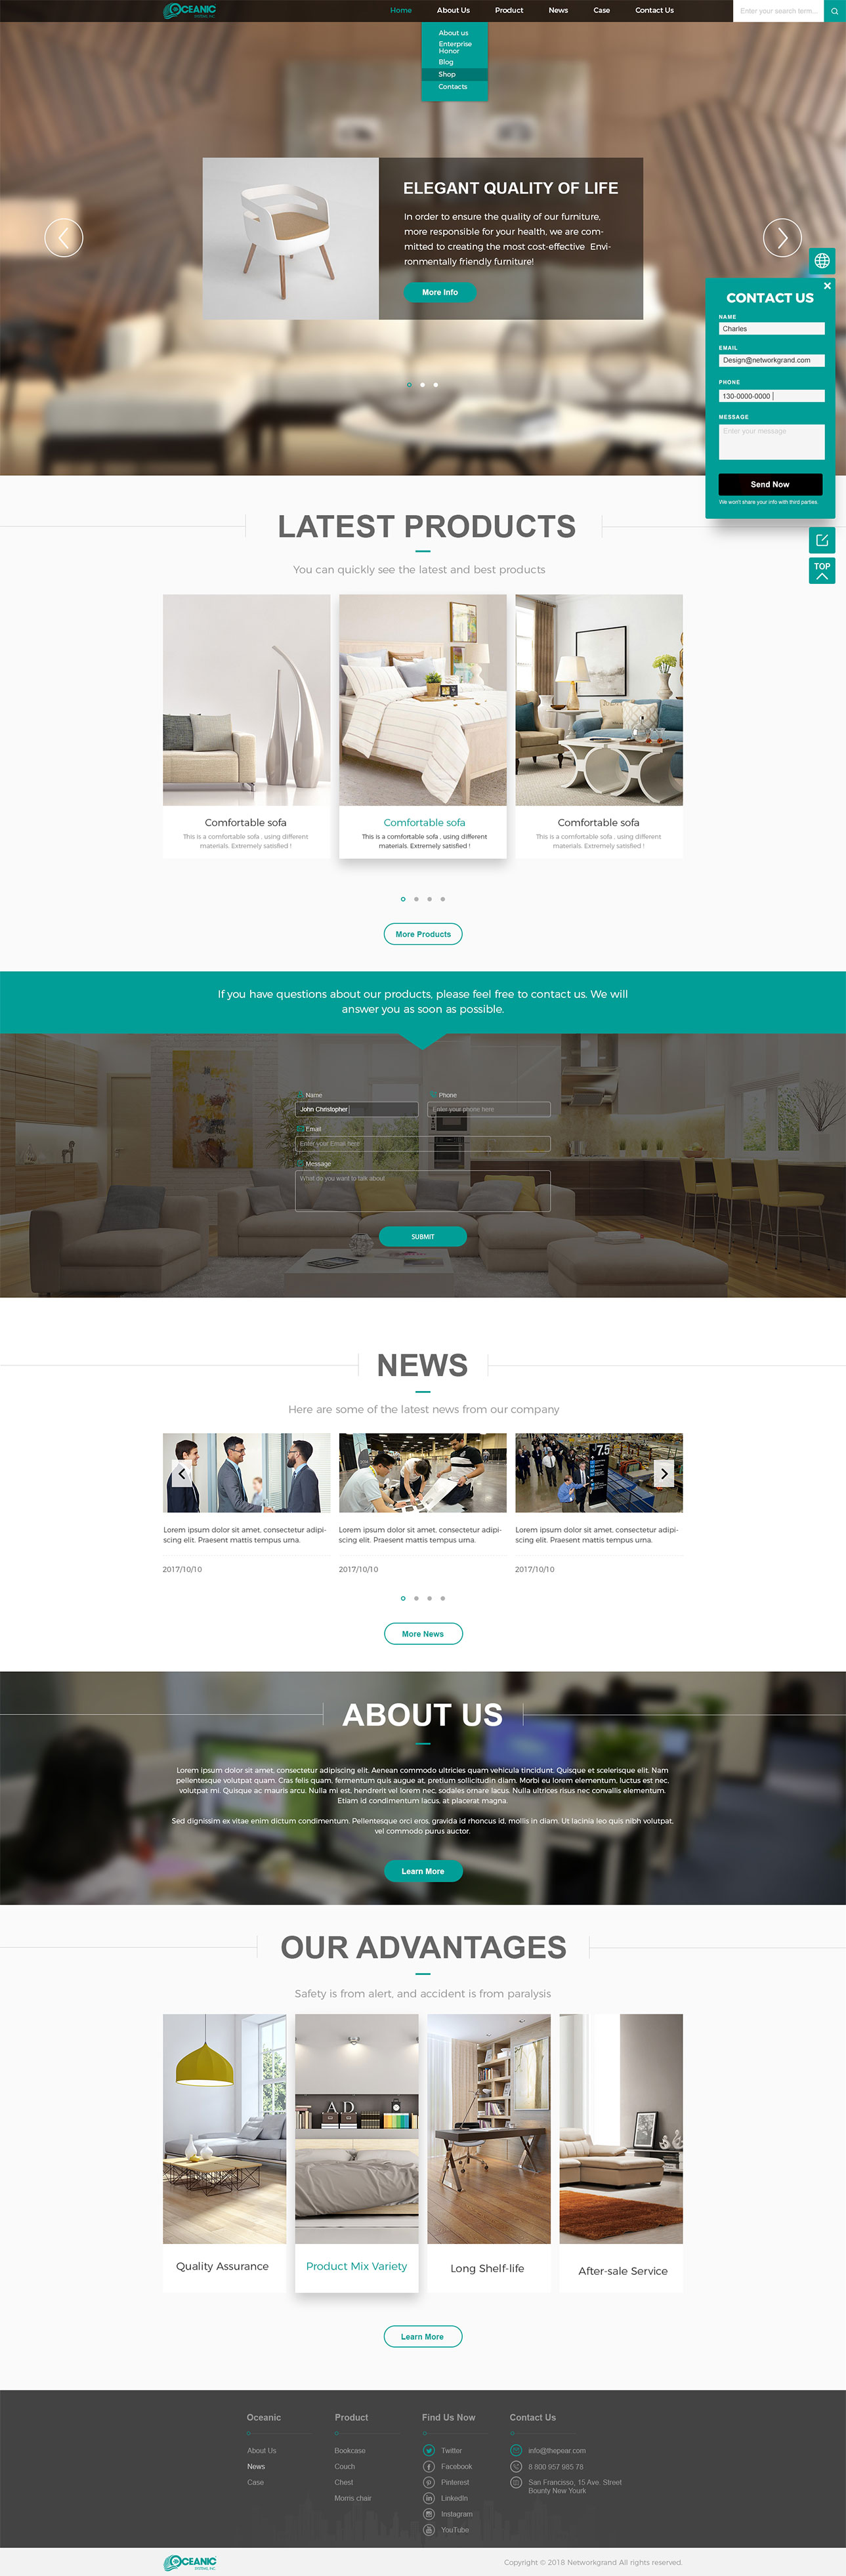 OCEANIC
SYSTEMS, INC.
Home
About Us
Product
News
Case
Contact Us
Enter your search term...
About us
Enterprise
Honor
Blog
Shop
Contacts
ELEGANT QUALITY OF LIFE
In order to ensure the quality of our furniture,
more responsible for your health, we are com-
mitted to creating the most cost-effective Envi-
ronmentally friendly furniture!
More Info
CONTACT US
NAME
Charles
EMAIL
Design@networkgrand.com
PHONE
130-0000-0000
MESSAGE
Enter your message
Send Now
We won't share your info with third parties
TOP
LATEST PRODUCTS
You can quickly see the latest and best products
Comfortable sofa
This is a comfortable sofa , using different
materials. Extremely satisfied !
Comfortable sofa
This is a comfortable sofa , using different
materials. Extremely satisfied !
Comfortable sofa
This is a comfortable sofa , using different
materials. Extremely satisfied !
More Products
If you have questions about our products, please feel free to contact us. We will
answer you as soon as possible.
Name
John Christopher
Phone
Enter your phone here
Email
Enter your Email here
Message
What do you want to talk about
SUBMIT
NEWS
Here are some of the latest news from our company
7.5
Lorem ipsum dolor sit amet, consectetur adipi-
scing elit. Praesent mattis tempus urna.
2017/10/10
Lorem ipsum dolor sit amet, consectetur adipi-
scing elit. Praesent mattis tempus urna.
2017/10/10
Lorem ipsum dolor sit amet, consectetur adipi-
scing elit. Praesent mattis tempus urna.
2017/10/10
More News
ABOUT US
Lorem ipsum dolor sit amet, consectetur adipiscing elit. Aenean commodo ultricies quam vehicula tincidunt. Quisque et scelerisque elit. Nam
pellentesque volutpat quam. Cras felis quam, fermentum quis augue at, pretium sollicitudin diam. Morbi eu lorem elementum, luctus est nec,
volutpat mi. Quisque ac mauris arcu. Nulla mi est, hendrerit vel lorem nec, sodales ornare lacus. Nulla ultrices risus nec convallis elementum.
Etiam id condimentum lacus, at placerat magna.
Sed dignissim ex vitae enim dictum condimentum. Pellentesque orci eros, gravida id rhoncus id, mollis in diam. Ut lacinia leo quis nibh volutpat,
vel commodo purus auctor.
Learn More
OUR ADVANTAGES
Safety is from alert, and accident is from paralysis
A D
Quality Assurance
Product Mix Variety
Long Shelf-life
After-sale Service
Learn More
Oceanic
About Us
News
Case
Product
Bookcase
Couch
Chest
Morris chair
Find Us Now
Twitter
Facebook
Pinterest
LinkedIn
Instagram
YouTube
Contact Us
info@thepear.com
8 800 957 985 78
San Francisso, 15 Ave. Street
Bounty New Yourk
OCEANIC
SYSTEMS, INC.
Copyright © 2018 Networkgrand All rights reserved.